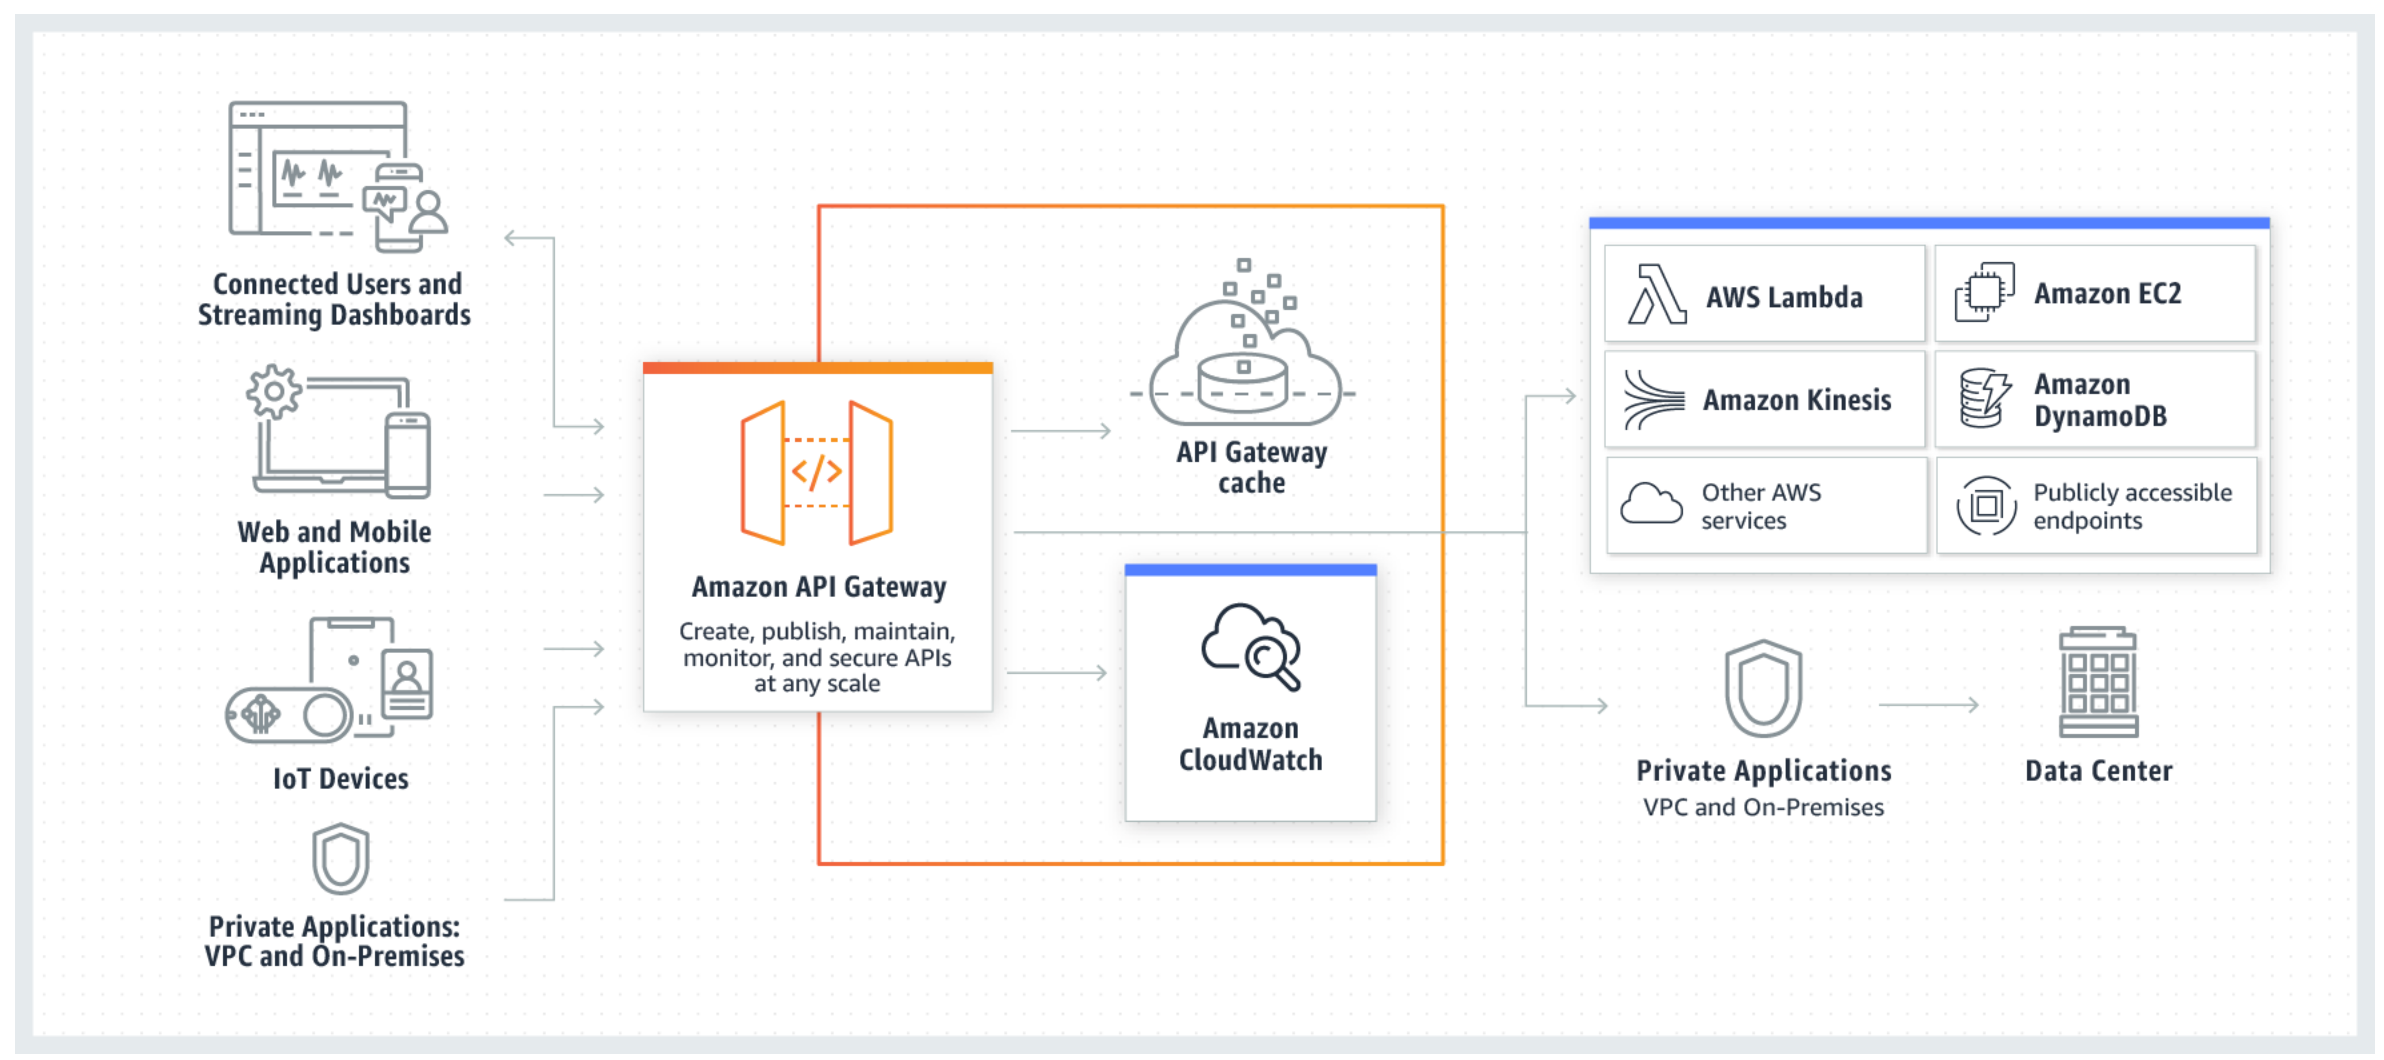 Connected Users and
Streaming Dashboards
Web and Mobile
Applications
IoT Devices
Private Applications:
VPC and On-Premises
</>
Amazon API Gateway
Create, publish, maintain,
monitor, and secure APIs
at any scale
API Gateway
cache
Amazon
CloudWatch
AWS Lambda
Amazon EC2
Amazon Kinesis
Amazon
DynamoDB
Other AWS
services
Publicly accessible
endpoints
Private Applications
VPC and On-Premises
Data Center